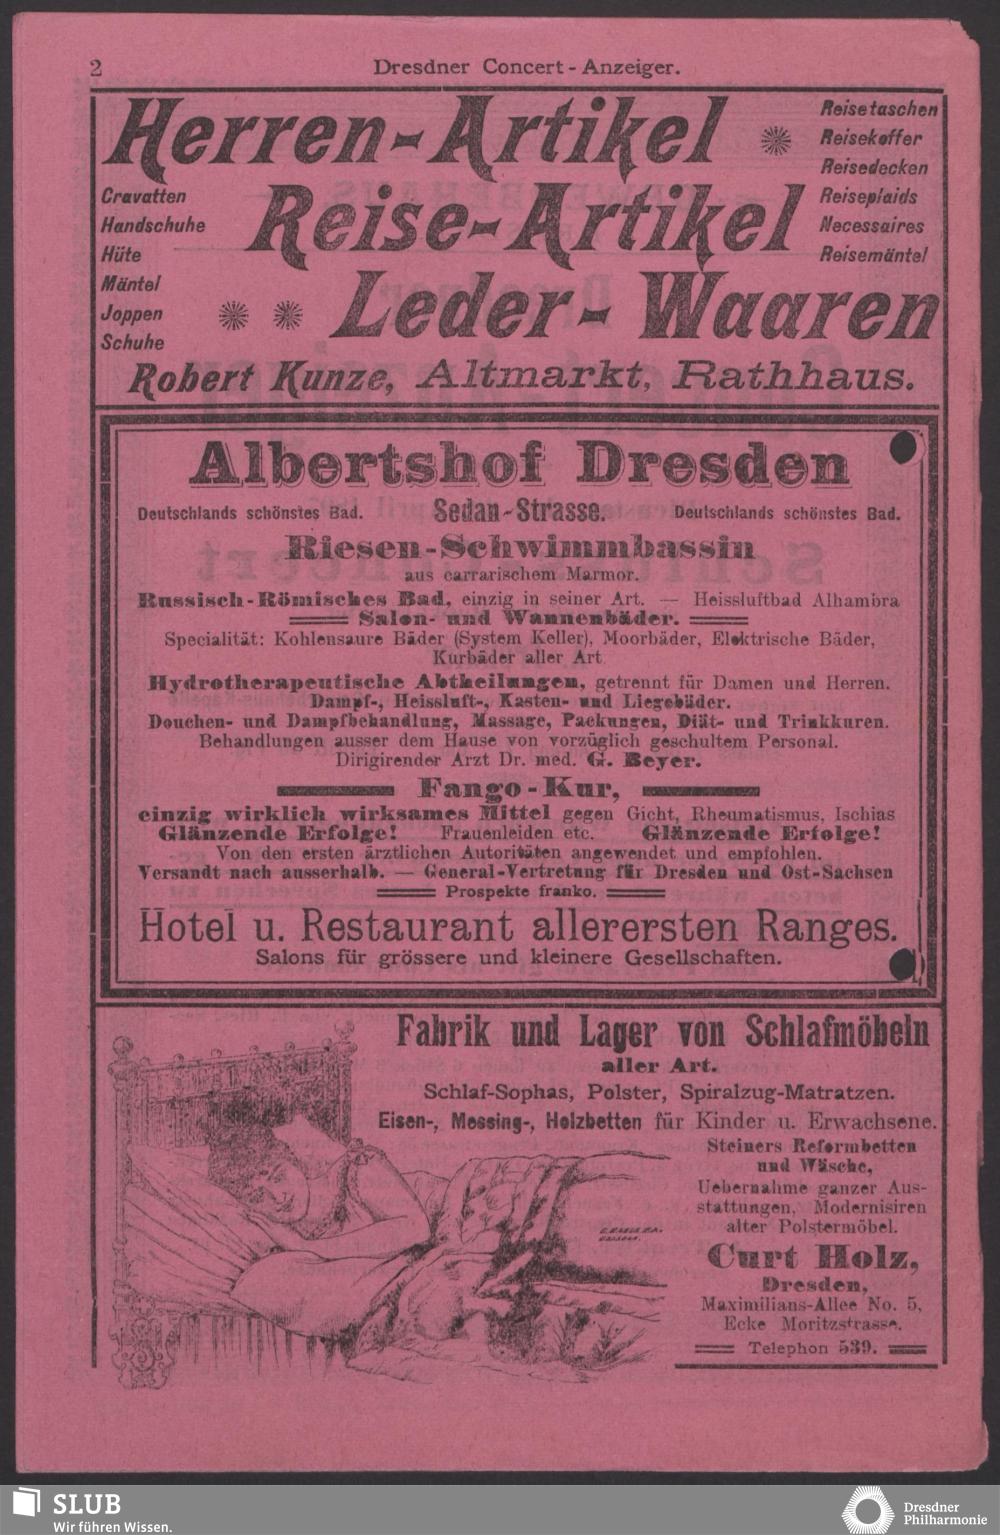 2
Dresdner Concert-Anzeiger.
Herren-Artikel
Reisetaschen
Reisekoffer
Reisedecken
Reiseplaids
Necessaires
Reisemäntel
Cravatten
Handschuhe
Hüte
Mäntel
Joppen
Schuhe
Reise-Artikel
Leder-Waaren
Robert Kunze, Altmarkt, Rathhaus.
Albertshof Dresden
Deutschlands schönstes Bad. Sedan-Strasse. Deutschlands schönstes Bad.
Riesen-Schwimmbassin
aus carrarischem Marmor.
Russisch-Römisches Bad, einzig in seiner Art. — Heissluftbad Alhambra
Salon- und Wannenbäder.
Specialität: Kohlensaure Bäder (System Keller), Moorbäder, Elektrische Bäder,
Kurbäder aller Art
Hydrotherapeutische Abtheilungen, getrennt für Damen und Herren.
Dampf-, Heissluft-, Kasten- und Liegebäder.
Douchen- und Dampfbehandlung, Massage, Packungen, Diät- und Trinkkuren.
Behandlungen ausser dem Hause von vorzüglich geschultem Personal.
Dirigirender Arzt Dr. med. G. Beyer.
Fango-Kur,
einzig wirklich wirksames Mittel gegen Gicht, Rheumatismus, Ischias
Glänzende Erfolge! Frauenleiden etc. Glänzende Erfolge!
Von den ersten ärztlichen Autoritäten angewendet und empfohlen.
Versandt nach ausserhalb. — General-Vertretung für Dresden und Ost-Sachsen
Prospekte franko.
Hotel u. Restaurant allerersten Ranges.
Salons für grössere und kleinere Gesellschaften.
Fabrik und Lager von Schlafmöbeln
aller Art.
Schlaf-Sophas, Polster, Spiralzug-Matratzen.
Eisen-, Messing-, Holzbetten für Kinder u. Erwachsene.
Steiners Reformbetten
und Wäsche,
Uebernahme ganzer Aus-
stattungen, Modernisiren
alter Polstermöbel.
Curt Holz,
Dresden,
Maximilians-Allee No. 5,
Ecke Moritzstrasse.
Telephon 539.
SLUB
Wir führen Wissen.
Dresdner
Philharmonie